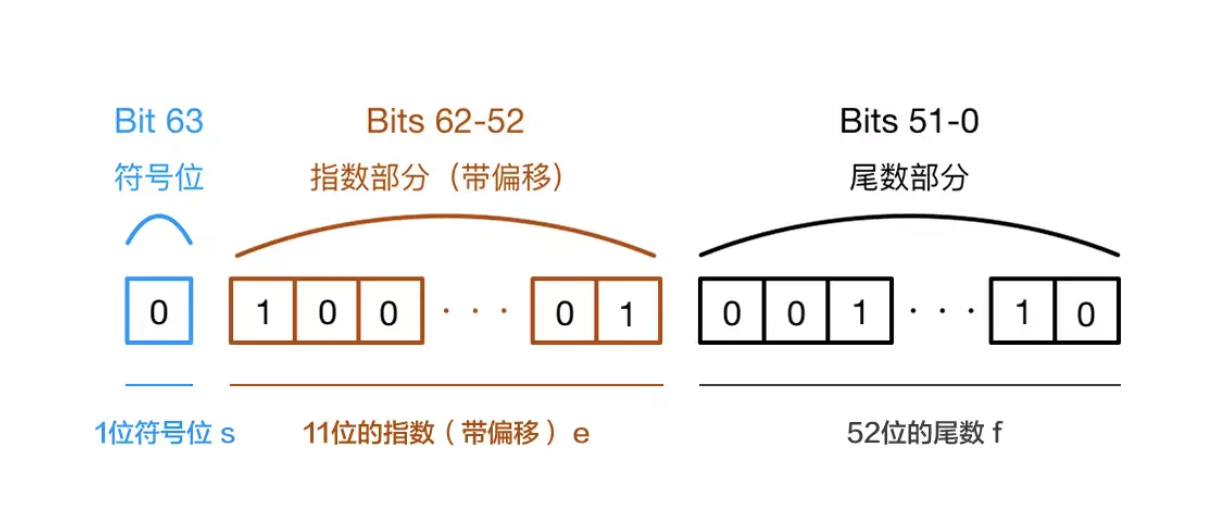 Bit 63
Bits 62-52
Bits 51-0
符号位
指数部分（带偏移）
尾数部分
0
1 0 0 · · · 0 1
0 0 1 · · · 1 0
1位符号位 s
11位的指数（带偏移） e
52位的尾数 f